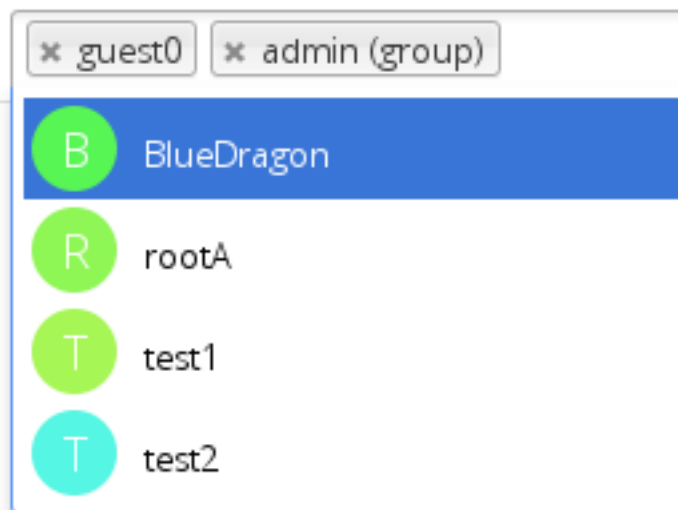 × guest0 × admin (group)
B BlueDragon
R rootA
T test1
T test2